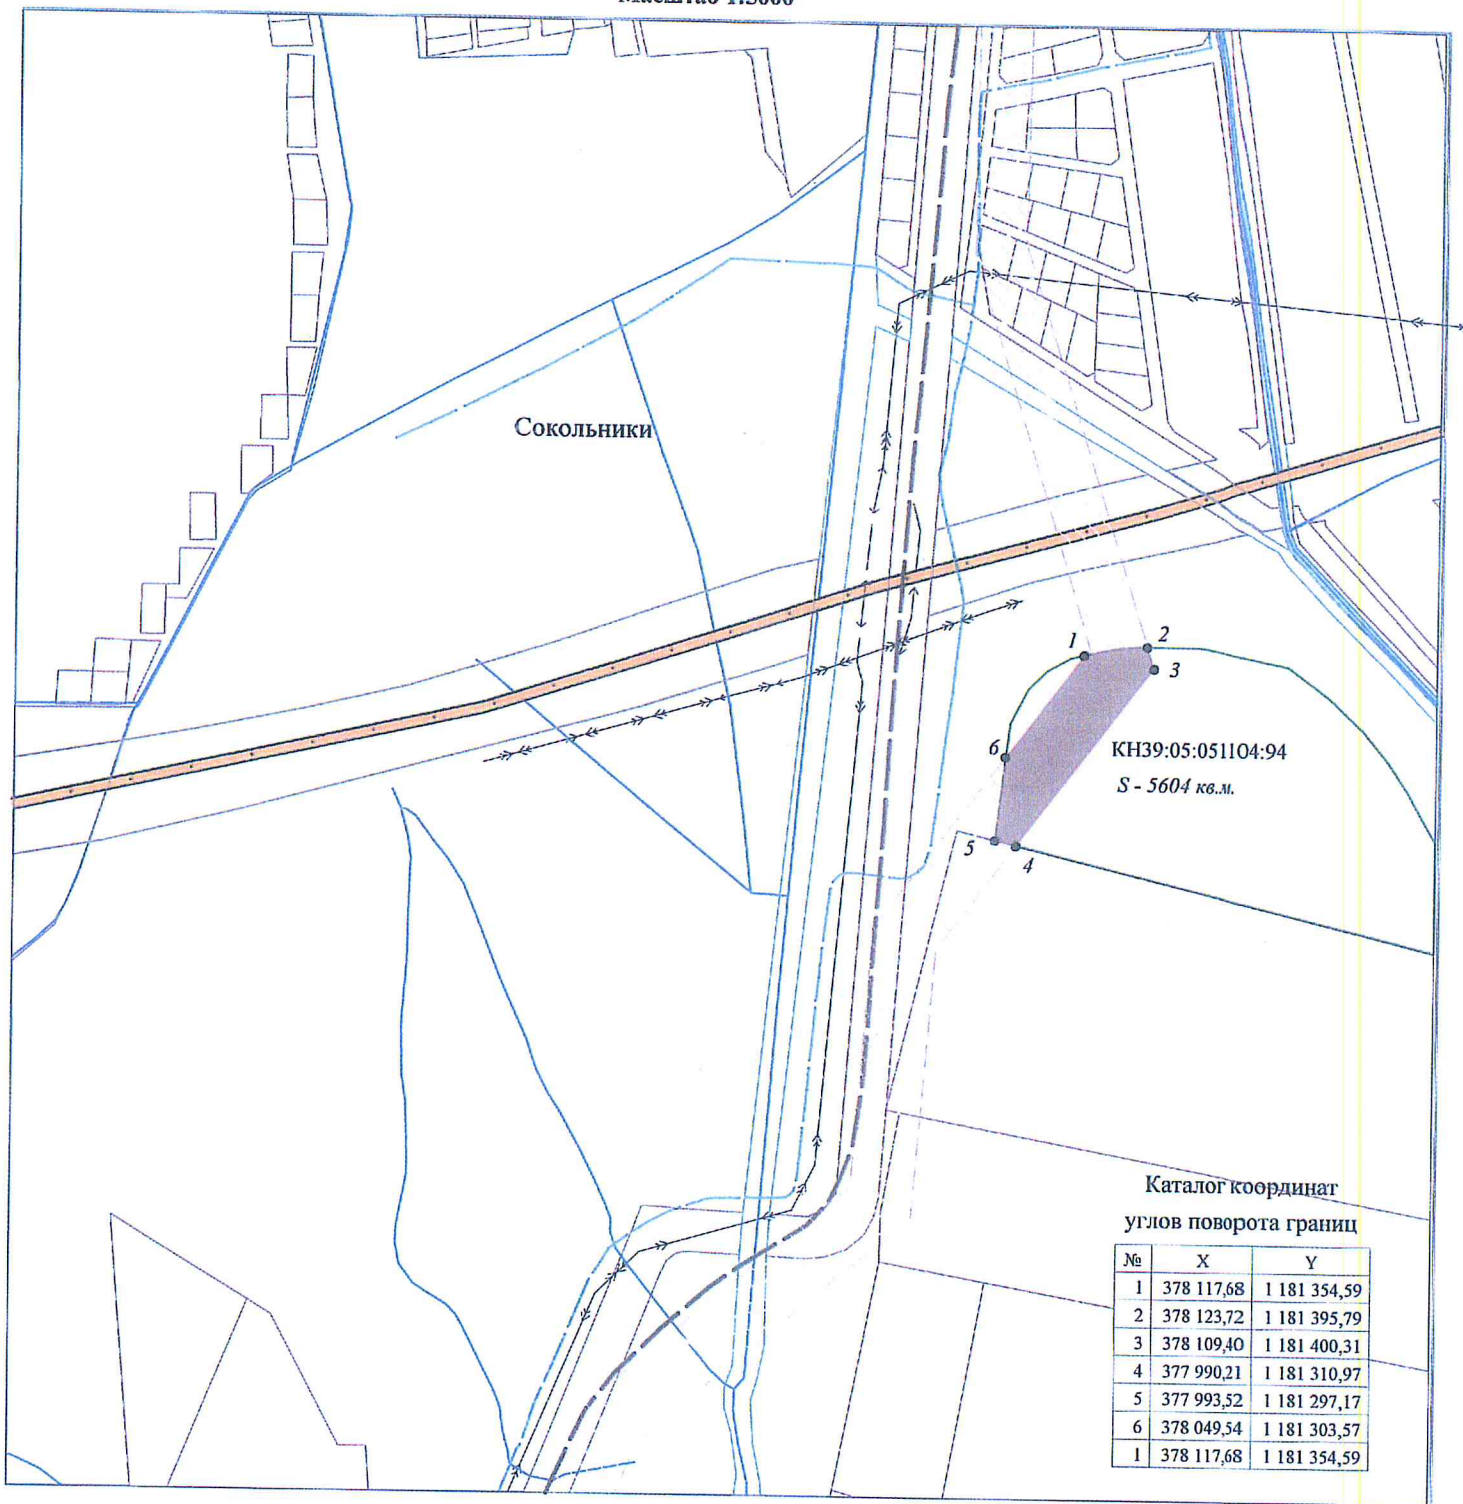 Масштаб 1:5000
Сокольники
1
2
3
6
КН39:05:051104:94
S - 5604 кв.м.
5
4
Каталог координат
углов поворота границ
№ X Y
1 378 117,68 1 181 354,59
2 378 123,72 1 181 395,79
3 378 109,40 1 181 400,31
4 377 990,21 1 181 310,97
5 377 993,52 1 181 297,17
6 378 049,54 1 181 303,57
1 378 117,68 1 181 354,59